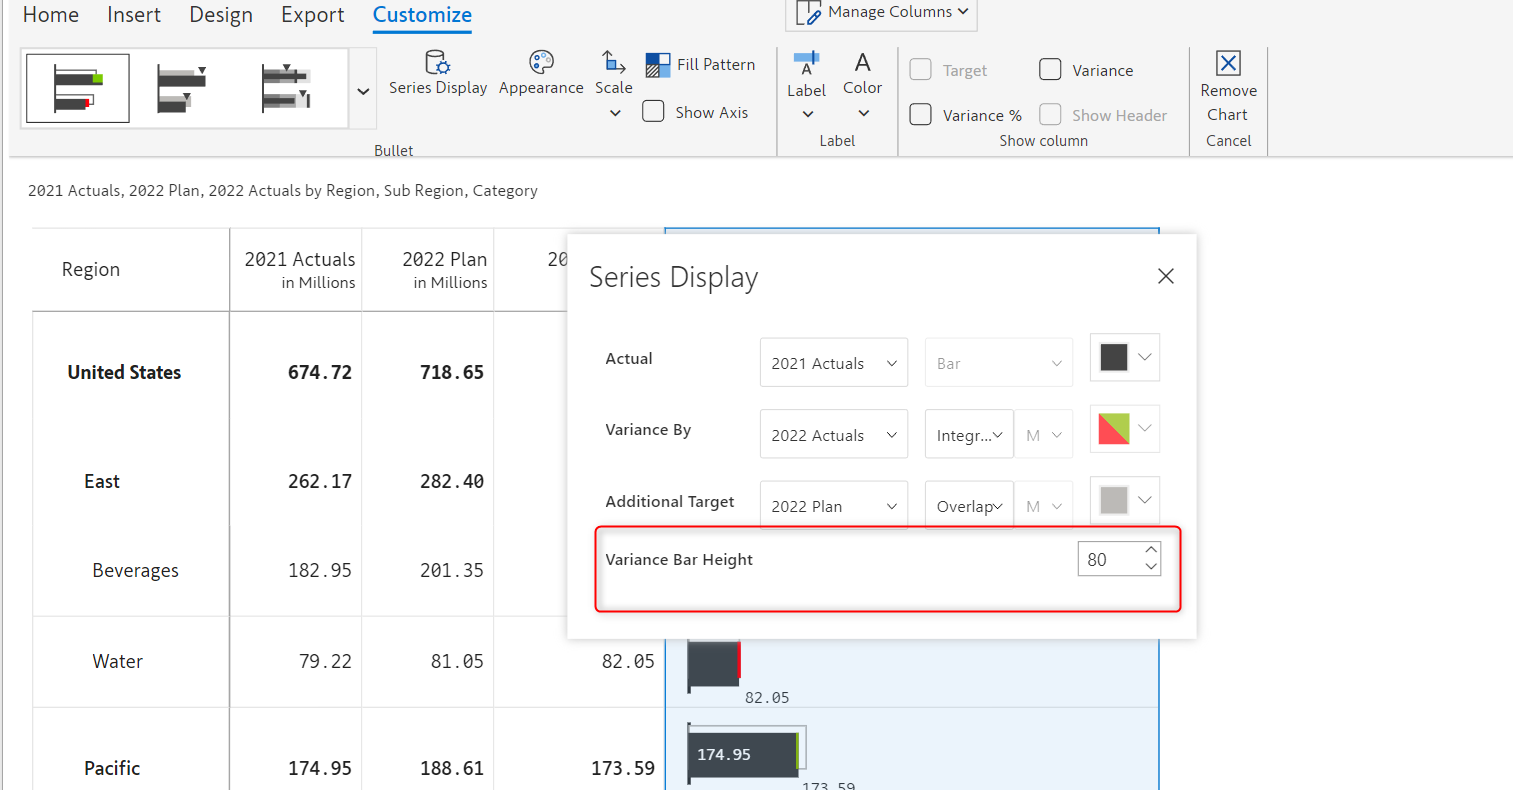 Home Insert Design Export Customize
Manage Columns
Series Display Appearance Scale Fill Pattern
Show Axis
Bullet
Label Color
Label
Target Variance
Variance % Show Header
Show column
Remove Chart
Cancel
2021 Actuals, 2022 Plan, 2022 Actuals by Region, Sub Region, Category
Region 2021 Actuals in Millions 2022 Plan in Millions 20
United States 674.72 718.65
East 262.17 282.40
Beverages 182.95 201.35
Water 79.22 81.05 82.05
82.05
Pacific 174.95 188.61 173.59
174.95
173.59
Series Display
Actual 2021 Actuals Bar
Variance By 2022 Actuals Integr... M
Additional Target 2022 Plan Overlap M
Variance Bar Height 80